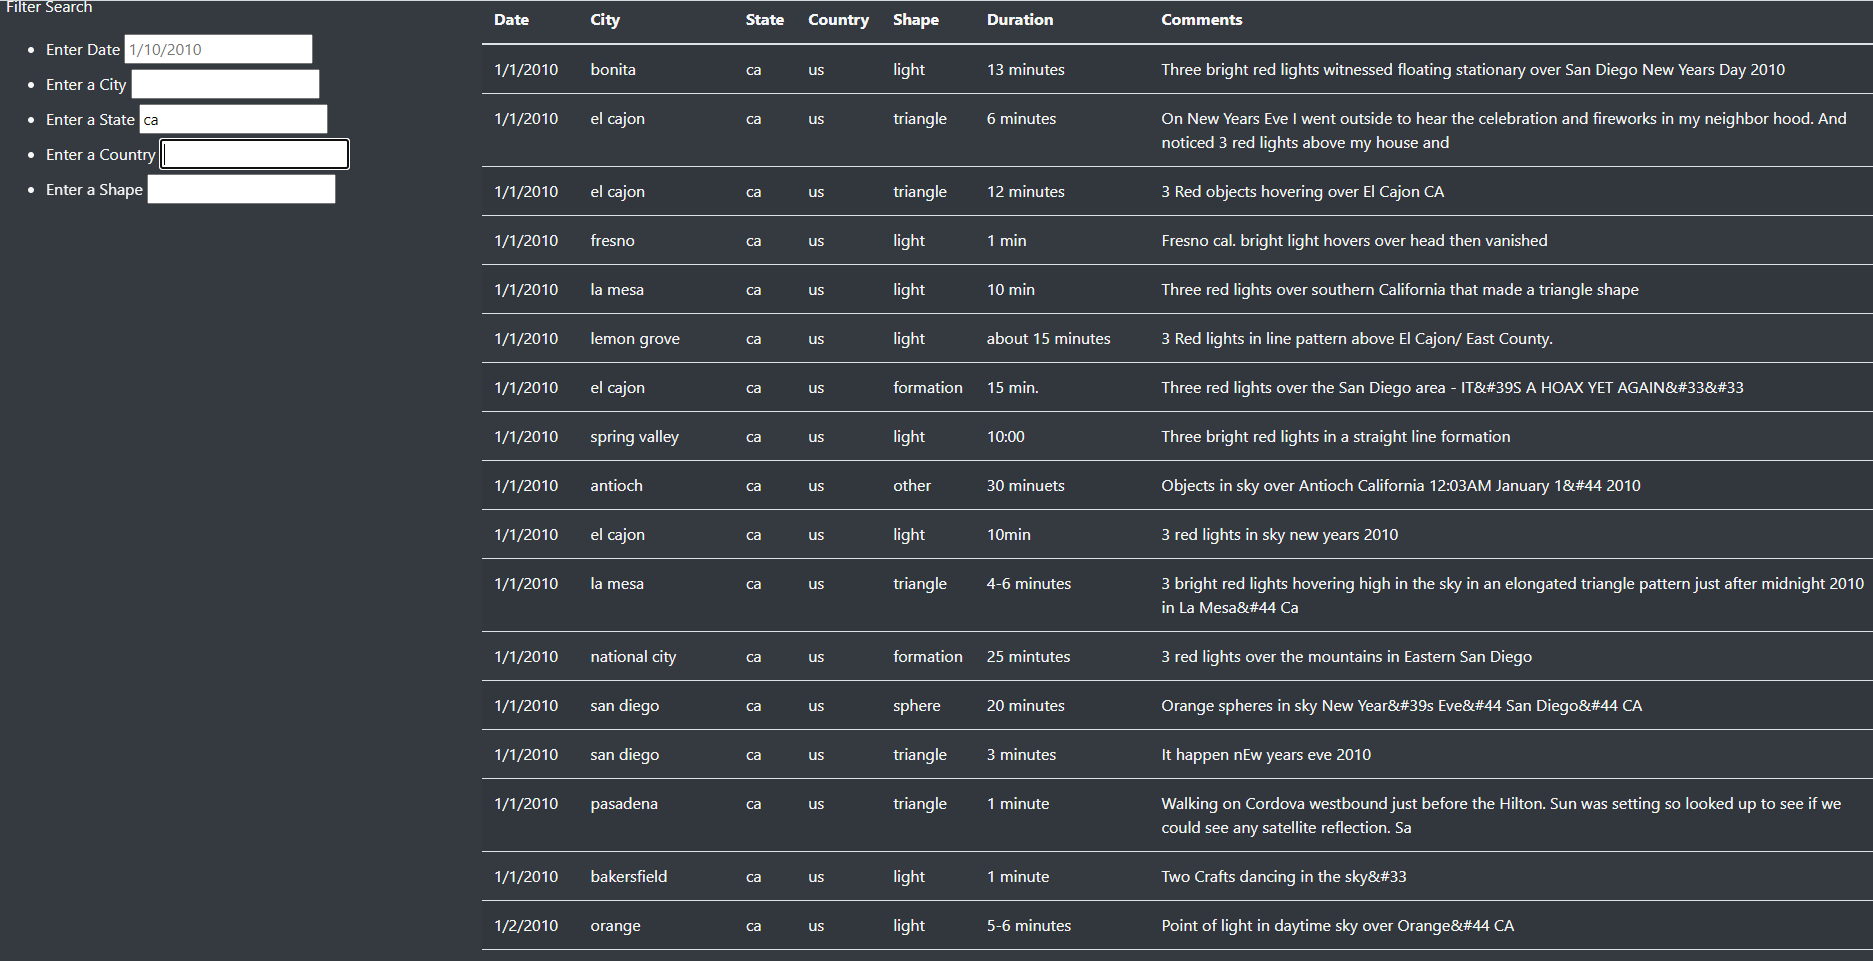 Filter Search
Enter Date 1/10/2010
Enter a City
Enter a State ca
Enter a Country
Enter a Shape
Date City State Country Shape Duration Comments
1/1/2010 bonita ca us light 13 minutes Three bright red lights witnessed floating stationary over San Diego New Years Day 2010
1/1/2010 el cajon ca us triangle 6 minutes On New Years Eve I went outside to hear the celebration and fireworks in my neighbor hood. And
noticed 3 red lights above my house and
1/1/2010 el cajon ca us triangle 12 minutes 3 Red objects hovering over El Cajon CA
1/1/2010 fresno ca us light 1 min Fresno cal. bright light hovers over head then vanished
1/1/2010 la mesa ca us light 10 min Three red lights over southern California that made a triangle shape
1/1/2010 lemon grove ca us light about 15 minutes 3 Red lights in line pattern above El Cajon/ East County.
1/1/2010 el cajon ca us formation 15 min. Three red lights over the San Diego area - IT&#39S A HOAX YET AGAIN&#33&#33
1/1/2010 spring valley ca us light 10:00 Three bright red lights in a straight line formation
1/1/2010 antioch ca us other 30 minuets Objects in sky over Antioch California 12:03AM January 1&#44 2010
1/1/2010 el cajon ca us light 10min 3 red lights in sky new years 2010
1/1/2010 la mesa ca us triangle 4-6 minutes 3 bright red lights hovering high in the sky in an elongated triangle pattern just after midnight 2010
in La Mesa&#44 Ca
1/1/2010 national city ca us formation 25 mintutes 3 red lights over the mountains in Eastern San Diego
1/1/2010 san diego ca us sphere 20 minutes Orange spheres in sky New Year&#39s Eve&#44 San Diego&#44 CA
1/1/2010 san diego ca us triangle 3 minutes It happen nEw years eve 2010
1/1/2010 pasadena ca us triangle 1 minute Walking on Cordova westbound just before the Hilton. Sun was setting so looked up to see if we
could see any satellite reflection. Sa
1/1/2010 bakersfield ca us light 1 minute Two Crafts dancing in the sky&#33
1/2/2010 orange ca us light 5-6 minutes Point of light in daytime sky over Orange&#44 CA